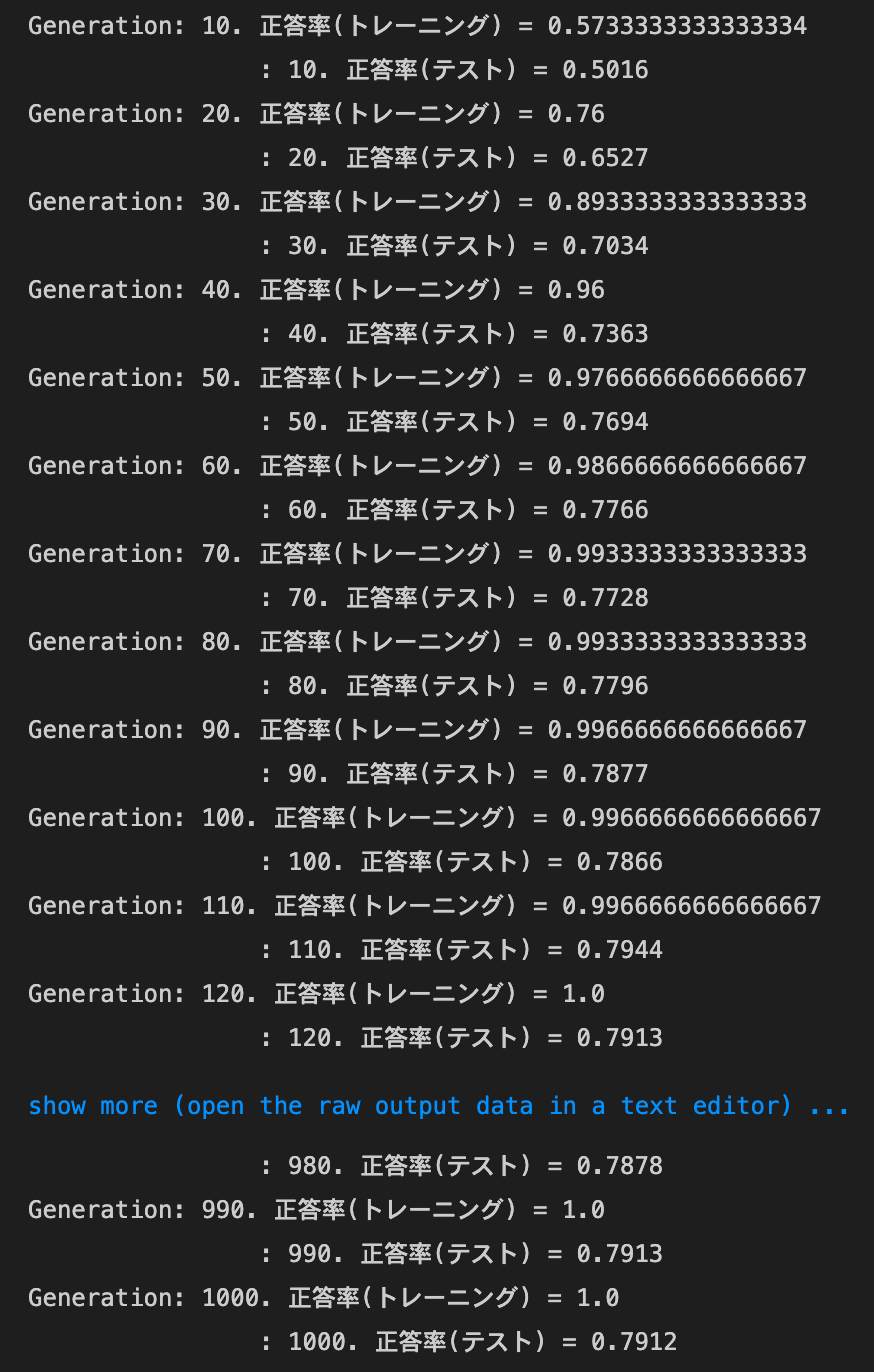 Generation: 10. 正答率(トレーニング) = 0.5733333333333334
: 10. 正答率(テスト) = 0.5016
Generation: 20. 正答率(トレーニング) = 0.76
: 20. 正答率(テスト) = 0.6527
Generation: 30. 正答率(トレーニング) = 0.8933333333333333
: 30. 正答率(テスト) = 0.7034
Generation: 40. 正答率(トレーニング) = 0.96
: 40. 正答率(テスト) = 0.7363
Generation: 50. 正答率(トレーニング) = 0.9766666666666667
: 50. 正答率(テスト) = 0.7694
Generation: 60. 正答率(トレーニング) = 0.9866666666666667
: 60. 正答率(テスト) = 0.7766
Generation: 70. 正答率(トレーニング) = 0.9933333333333333
: 70. 正答率(テスト) = 0.7728
Generation: 80. 正答率(トレーニング) = 0.9933333333333333
: 80. 正答率(テスト) = 0.7796
Generation: 90. 正答率(トレーニング) = 0.9966666666666667
: 90. 正答率(テスト) = 0.7877
Generation: 100. 正答率(トレーニング) = 0.9966666666666667
: 100. 正答率(テスト) = 0.7866
Generation: 110. 正答率(トレーニング) = 0.9966666666666667
: 110. 正答率(テスト) = 0.7944
Generation: 120. 正答率(トレーニング) = 1.0
: 120. 正答率(テスト) = 0.7913
show more (open the raw output data in a text editor) ...
: 980. 正答率(テスト) = 0.7878
Generation: 990. 正答率(トレーニング) = 1.0
: 990. 正答率(テスト) = 0.7913
Generation: 1000. 正答率(トレーニング) = 1.0
: 1000. 正答率(テスト) = 0.7912